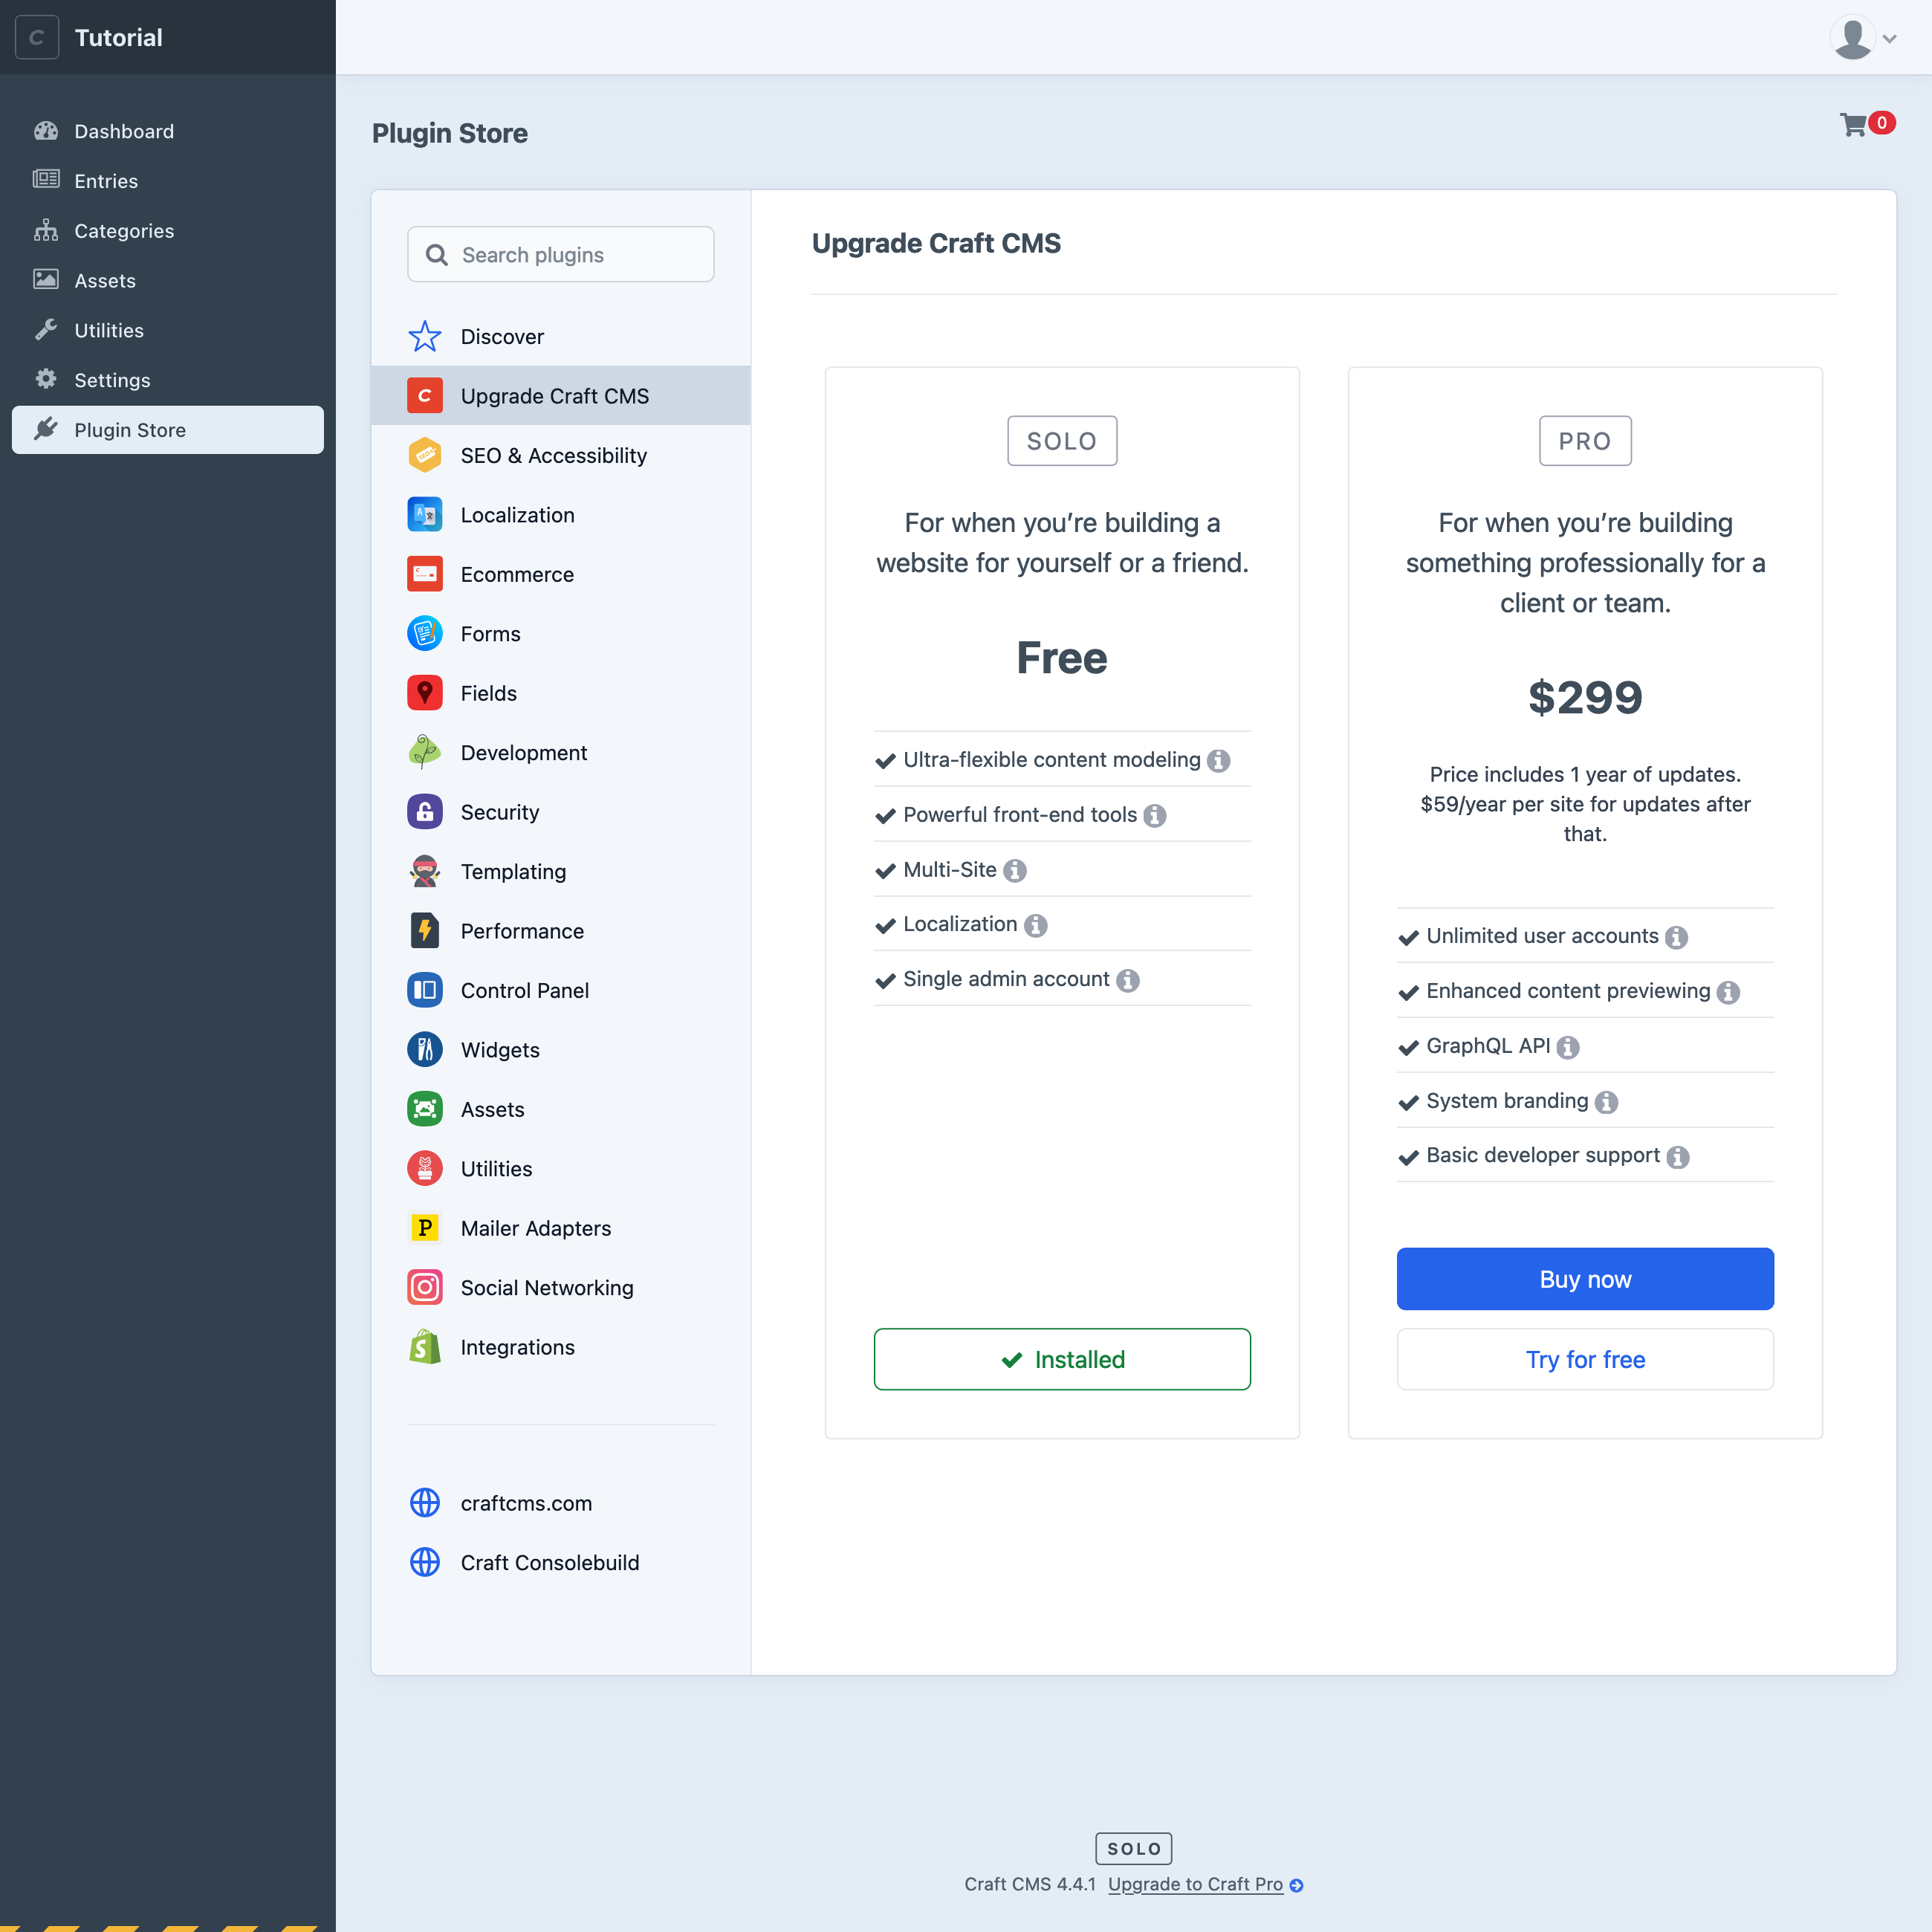 C
Tutorial
Dashboard
Entries
Categories
Assets
Utilities
Settings
Plugin Store
Plugin Store
0
Search plugins
Discover
C
Upgrade Craft CMS
SEO
SEO & Accessibility
A
Localization
Ecommerce
Forms
Fields
Development
Security
Templating
Performance
Control Panel
Widgets
Assets
Utilities
P
Mailer Adapters
Social Networking
S
Integrations
craftcms.com
Craft Consolebuild
Upgrade Craft CMS
SOLO
For when you’re building a
website for yourself or a friend.
Free
Ultra-flexible content modeling
Powerful front-end tools
Multi-Site
Localization
Single admin account
Installed
PRO
For when you’re building
something professionally for a
client or team.
$299
Price includes 1 year of updates.
$59/year per site for updates after
that.
Unlimited user accounts
Enhanced content previewing
GraphQL API
System branding
Basic developer support
Buy now
Try for free
SOLO
Craft CMS 4.4.1 Upgrade to Craft Pro